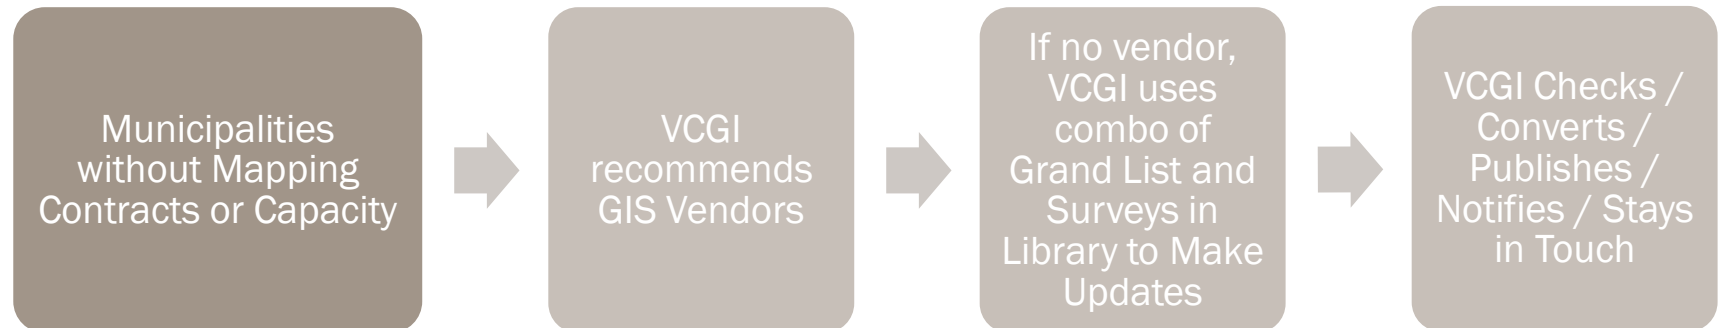 Municipalities
without Mapping
Contracts or Capacity
VCGI
recommends
GIS Vendors
If no vendor,
VCGI uses
combo of
Grand List and
Surveys in
Library to Make
Updates
VCGI Checks /
Converts /
Publishes /
Notifies / Stays
in Touch